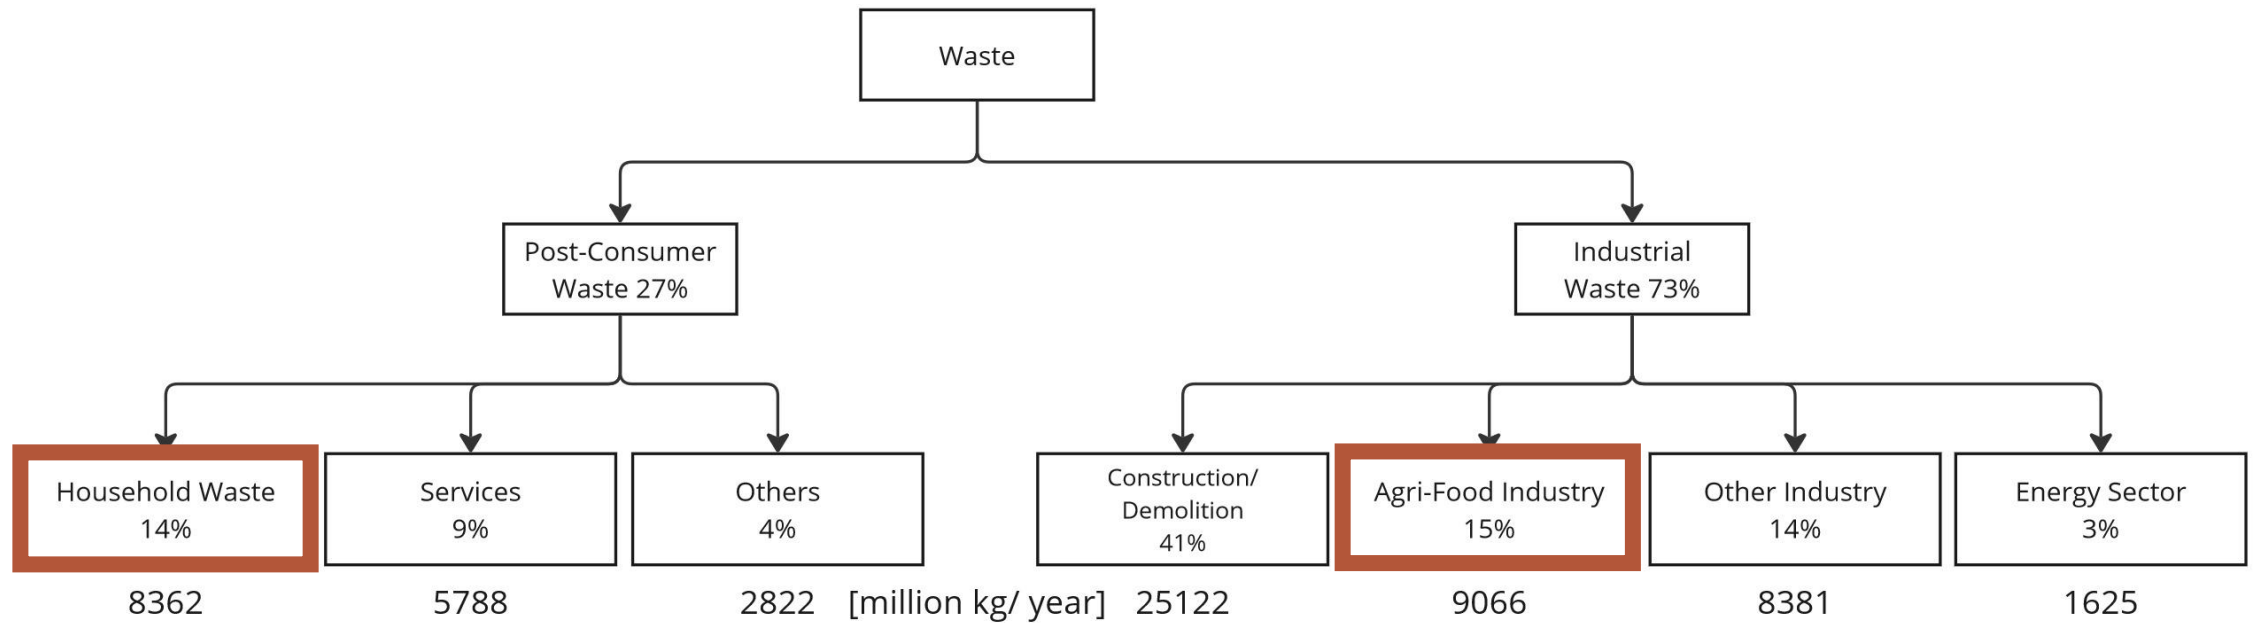 Waste
Post-Consumer
Waste 27%
Industrial
Waste 73%
Household Waste
14%
Services
9%
Others
4%
Construction/
Demolition
41%
Agri-Food Industry
15%
Other Industry
14%
Energy Sector
3%
8362
5788
2822
[million kg/ year]
25122
9066
8381
1625